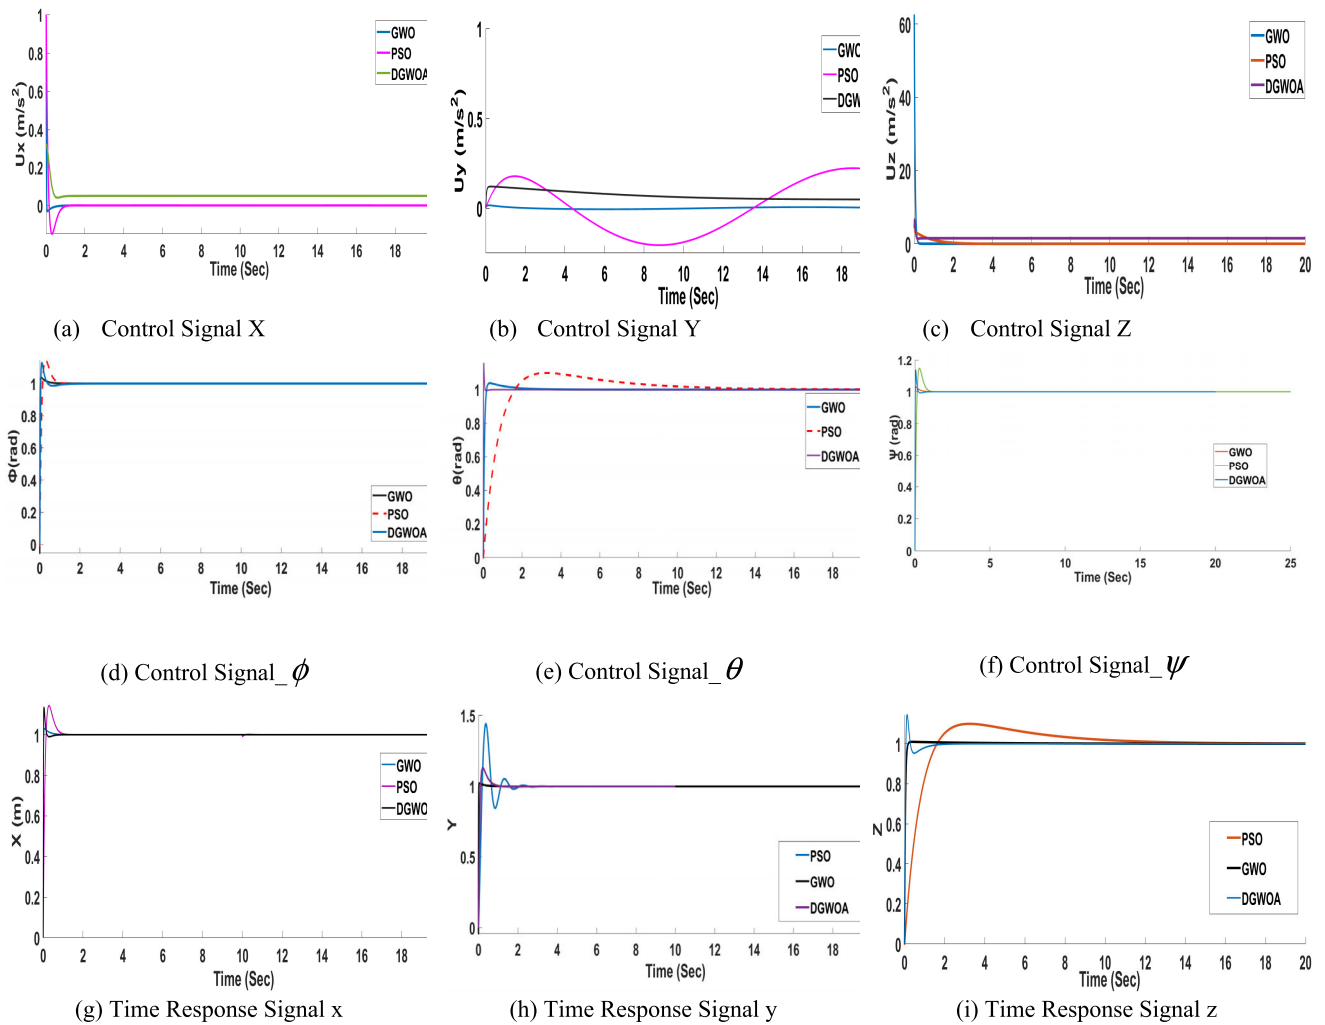 1
0.8
0.6
0.4
0.2
0
Ux (m/s²)
GWO
PSO
DGWOA
0 2 4 6 8 10 12 14 16 18
Time (Sec)
(a) Control Signal X
1
0.5
0
Uy (m/s²)
GWO
PSO
DGW
0 2 4 6 8 10 12 14 16 18
Time (Sec)
(b) Control Signal Y
60
40
20
0
Uz (m/s²)
GWO
PSO
DGWOA
0 2 4 6 8 10 12 14 16 18 20
Time (Sec)
(c) Control Signal Z
1
0.8
0.6
0.4
0.2
0
Φ(rad)
GWO
PSO
DGWOA
0 2 4 6 8 10 12 14 16 18
Time (Sec)
(d) Control Signal_ϕ
1
0.8
0.6
0.4
0.2
0
θ(rad)
GWO
PSO
DGWOA
0 2 4 6 8 10 12 14 16 18
Time (Sec)
(e) Control Signal_θ
1.2
1
0.8
0.6
0.4
0.2
0
Ψ (rad)
GWO
PSO
DGWOA
0 5 10 15 20 25
Time (Sec)
(f) Control Signal_ψ
1
0.8
0.6
0.4
0.2
0
X (m)
GWO
PSO
DGWOA
0 2 4 6 8 10 12 14 16 18
Time (Sec)
(g) Time Response Signal x
1.5
1
0.5
0
Y
PSO
GWO
DGWOA
0 2 4 6 8 10 12 14 16 18
Time (Sec)
(h) Time Response Signal y
1
0.8
0.6
0.4
0.2
0
Z
PSO
GWO
DGWOA
0 2 4 6 8 10 12 14 16 18 20
Time (Sec)
(i) Time Response Signal z